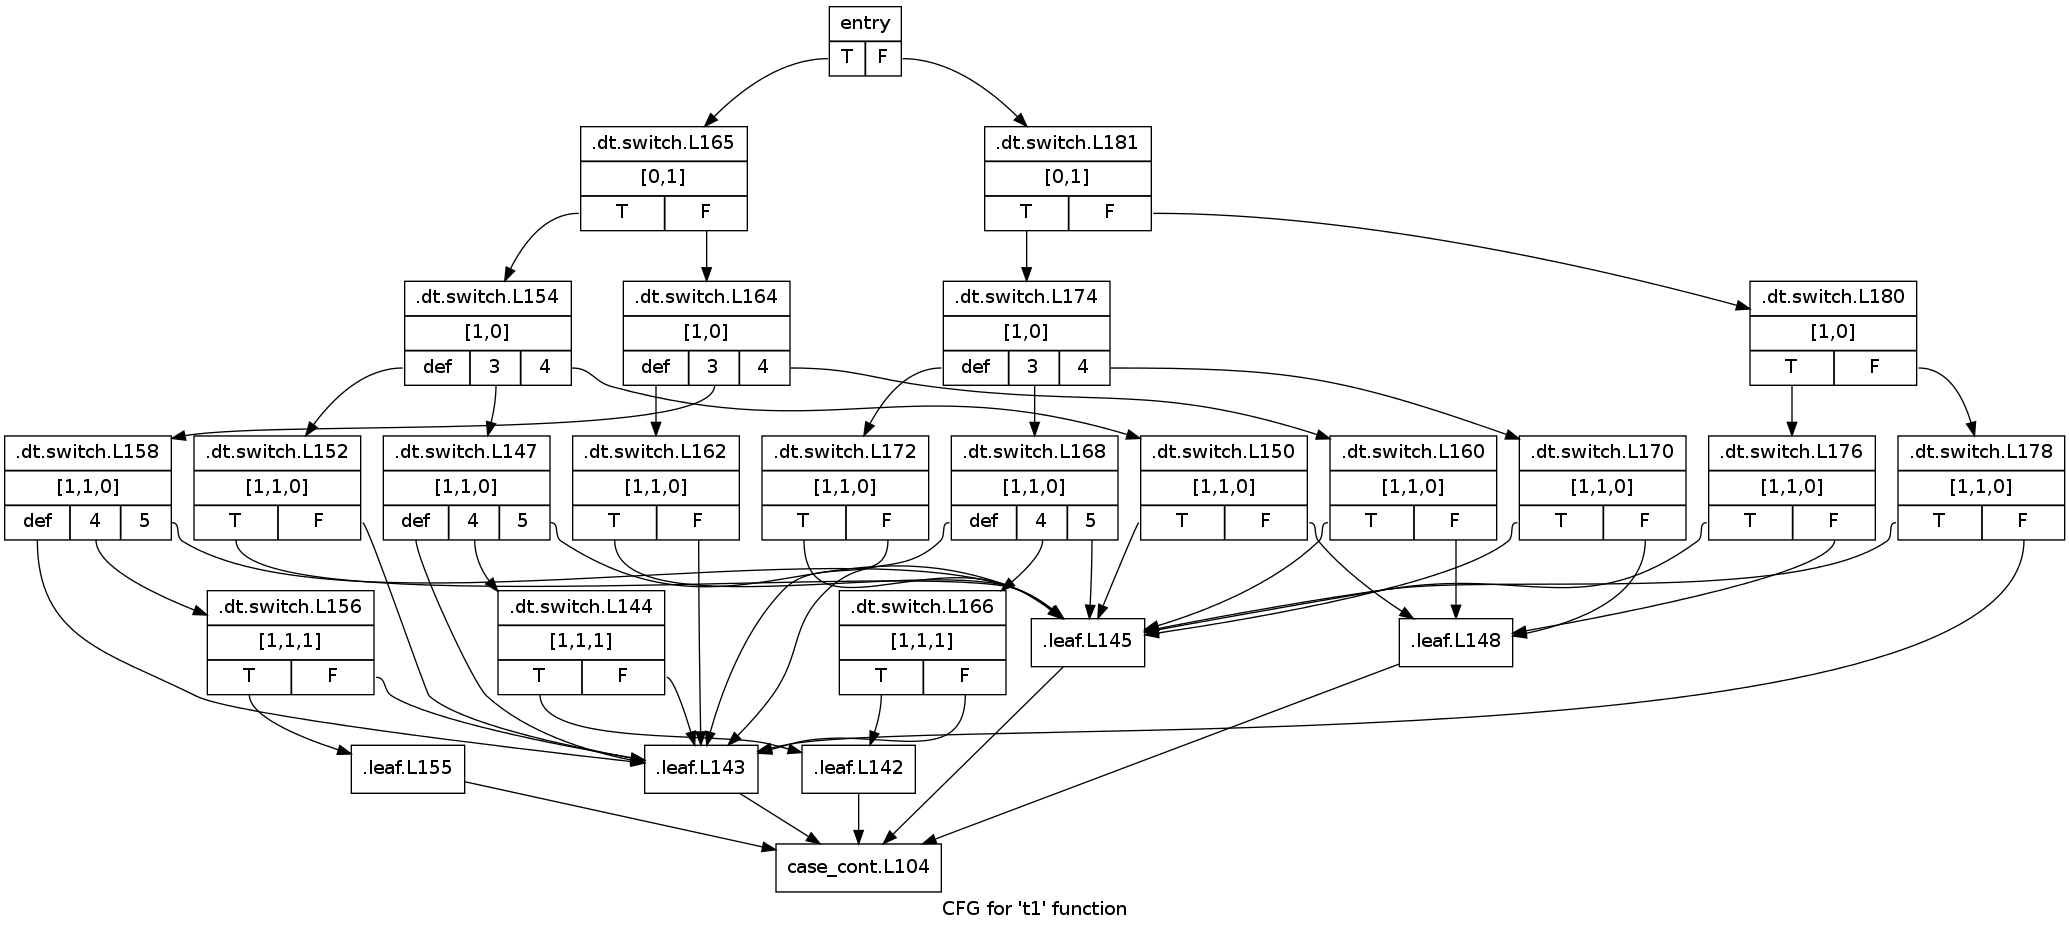 entry
T F
.dt.switch.L165 .dt.switch.L181
[0,1] [0,1]
T F T F
.dt.switch.L154 .dt.switch.L164 .dt.switch.L174 .dt.switch.L180
[1,0] [1,0] [1,0] [1,0]
def 3 4 def 3 4 def 3 4 T F
.dt.switch.L158 .dt.switch.L152 .dt.switch.L147 .dt.switch.L162 .dt.switch.L172 .dt.switch.L168 .dt.switch.L150 .dt.switch.L160 .dt.switch.L170 .dt.switch.L176 .dt.switch.L178
[1,1,0] [1,1,0] [1,1,0] [1,1,0] [1,1,0] [1,1,0] [1,1,0] [1,1,0] [1,1,0] [1,1,0] [1,1,0]
def 4 5 T F def 4 5 T F T F def 4 5 T F T F T F T F T F
.dt.switch.L156 .dt.switch.L144 .dt.switch.L166
[1,1,1] [1,1,1] [1,1,1]
.leaf.L145 .leaf.L148
T F T F T F
.leaf.L155 .leaf.L143 .leaf.L142
case_cont.L104
CFG for 't1' function